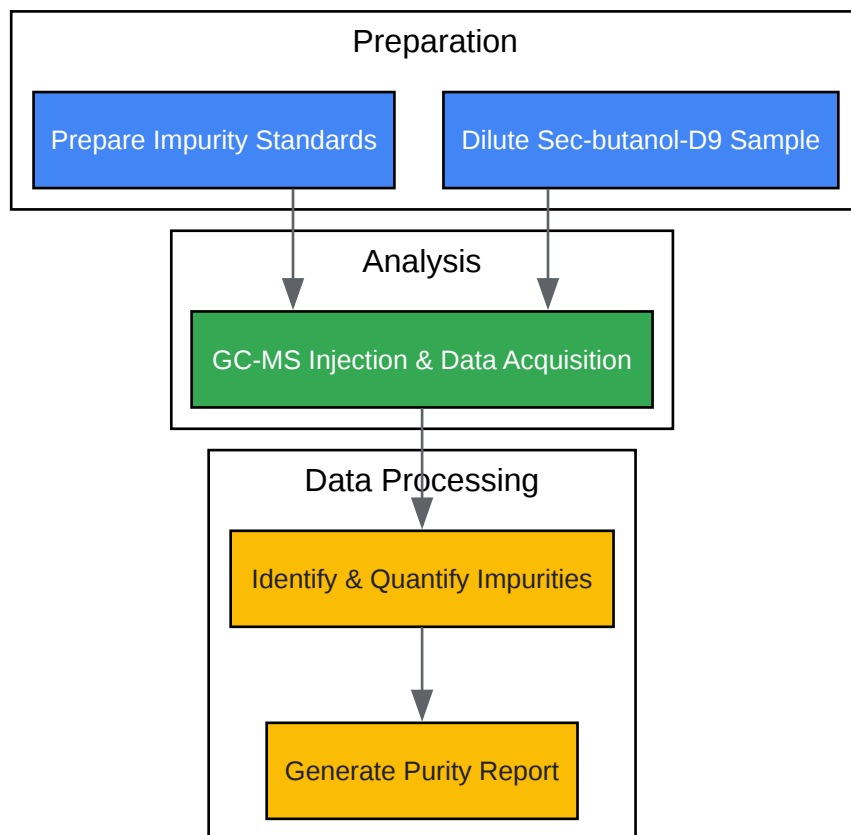 Preparation
Prepare Impurity Standards
Dilute Sec-butanol-D9 Sample
Analysis
GC-MS Injection & Data Acquisition
Data Processing
Identify & Quantify Impurities
Generate Purity Report